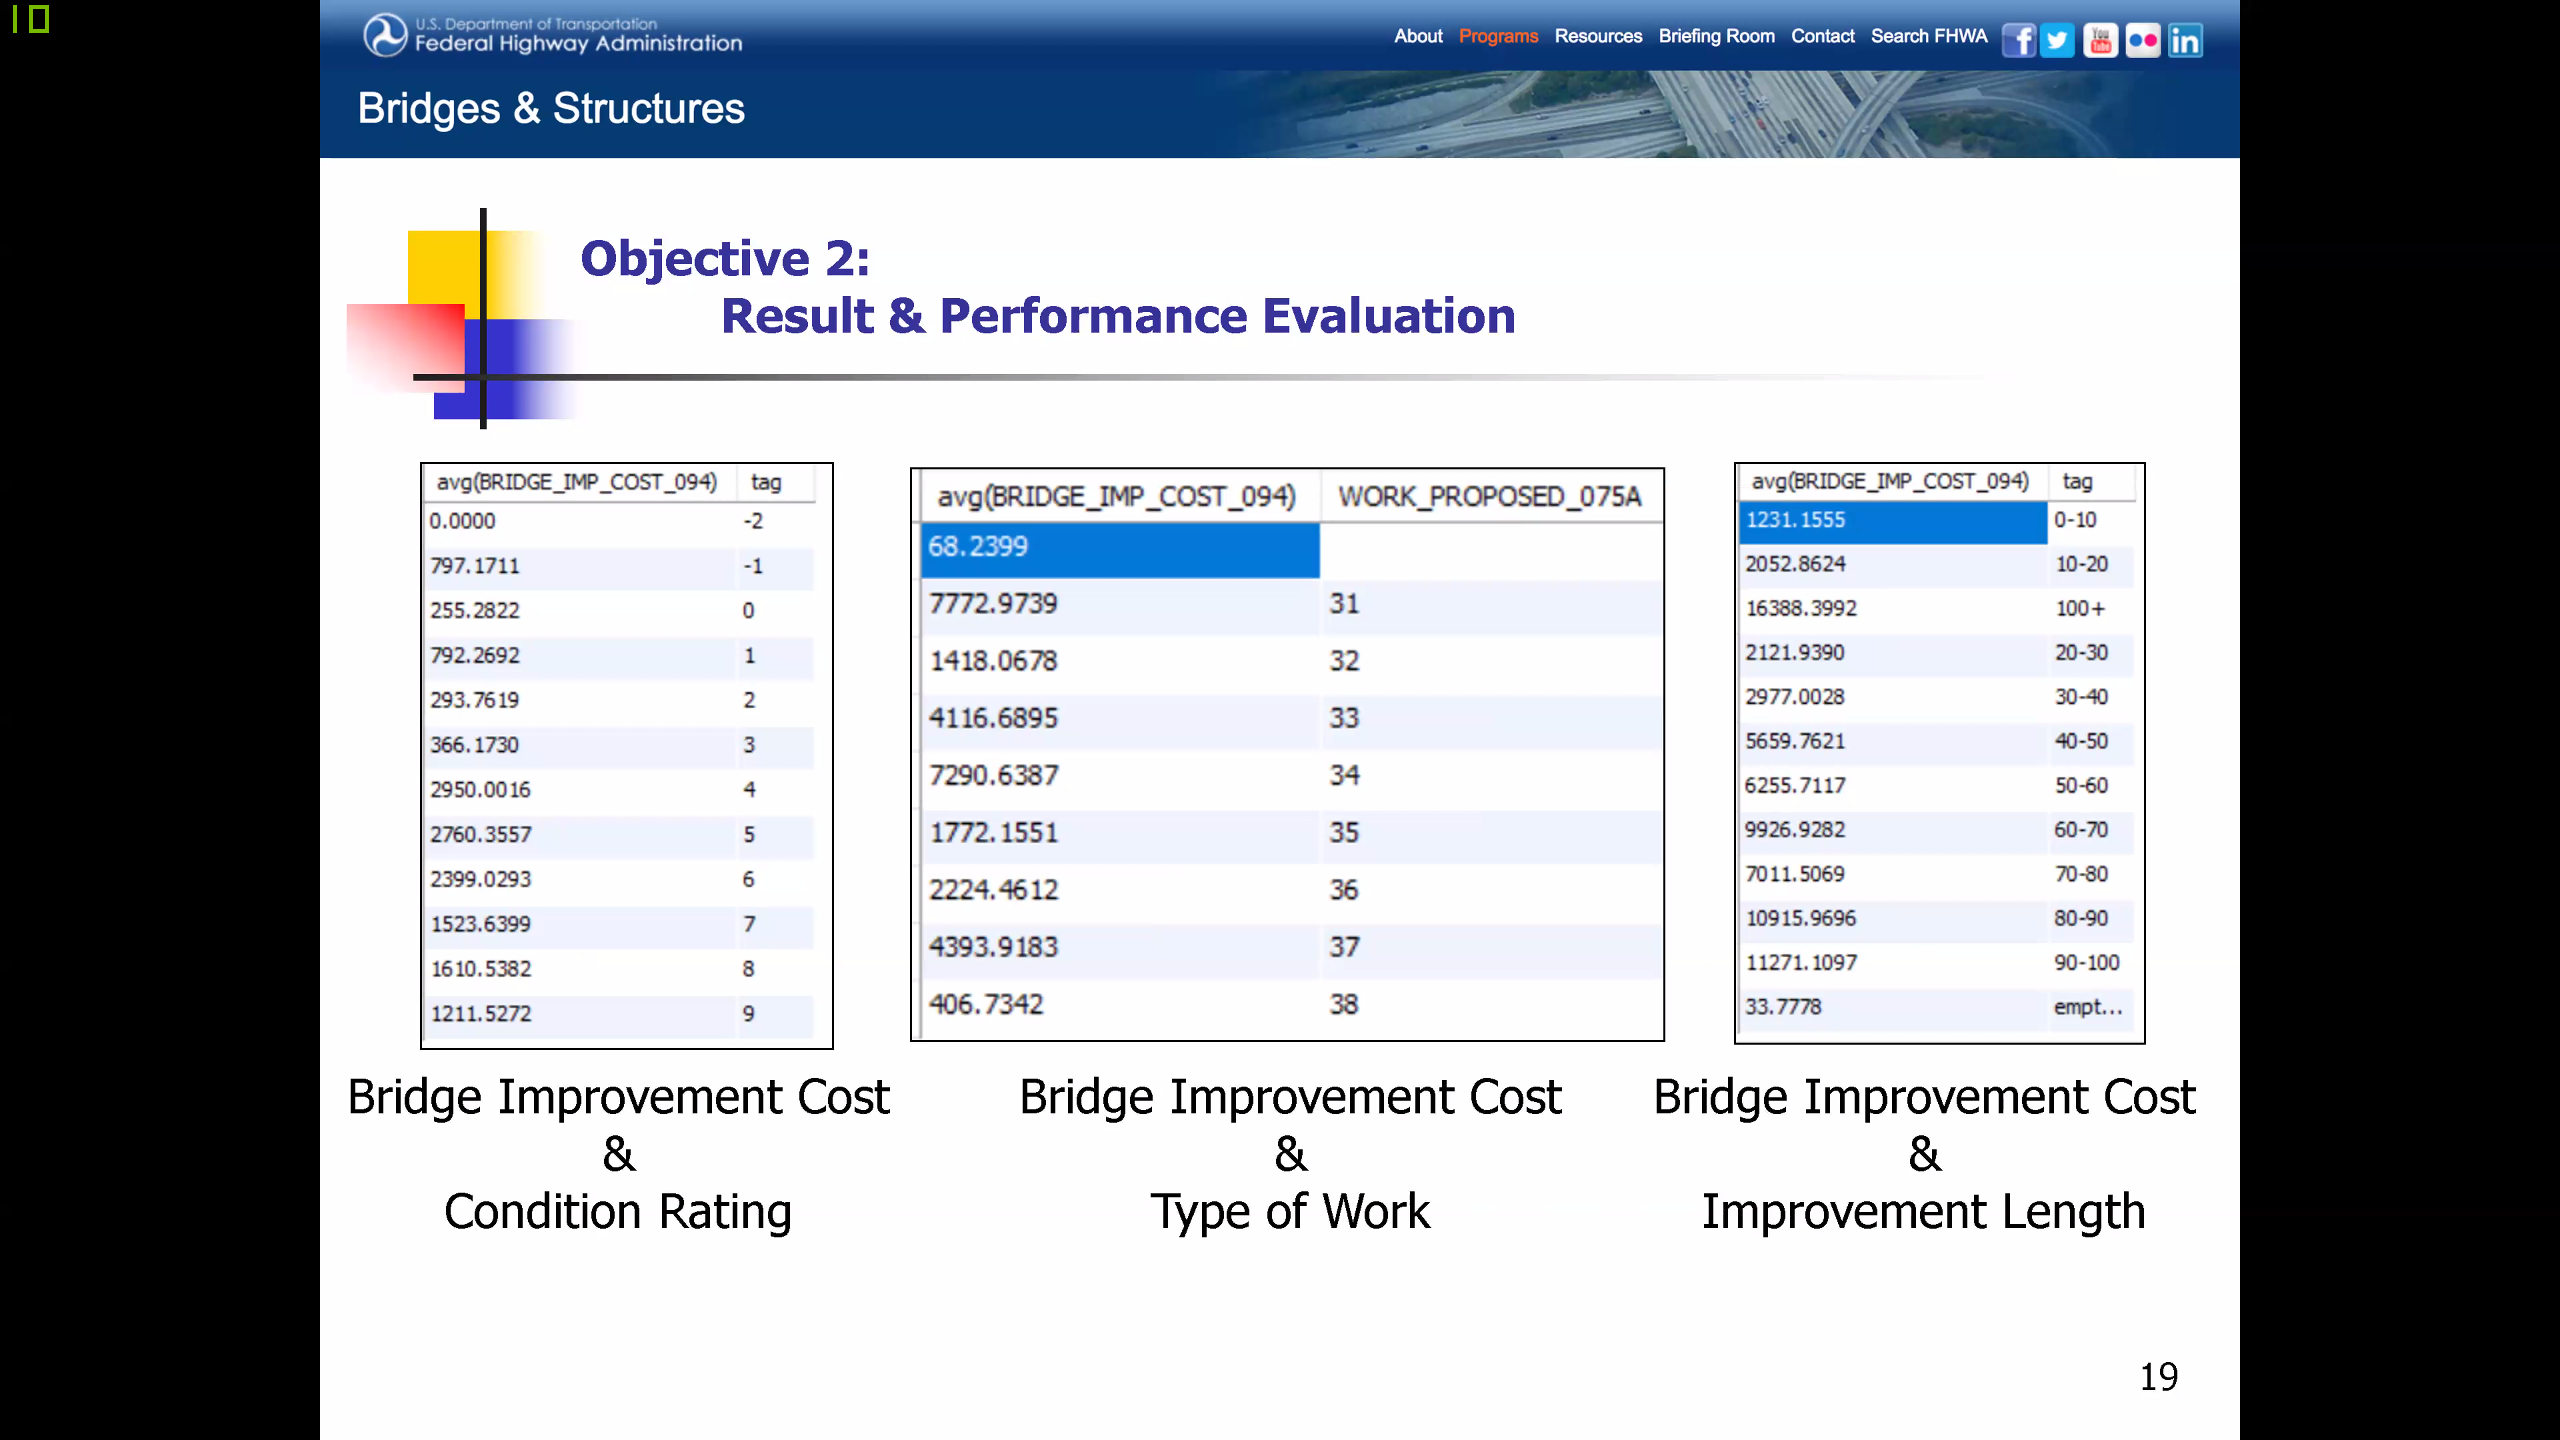 10
U.S. Department of Transportation
Federal Highway Administration
About Programs Resources Briefing Room Contact Search FHWA
Bridges & Structures
Objective 2:
Result & Performance Evaluation
avg(BRIDGE_IMP_COST_094) tag
0.0000 -2
797.1711 -1
255.2822 0
792.2692 1
293.7619 2
366.1730 3
2950.0016 4
2760.3557 5
2399.0293 6
1523.6399 7
1610.5382 8
1211.5272 9
Bridge Improvement Cost
&
Condition Rating
avg(BRIDGE_IMP_COST_094) WORK_PROPOSED_075A
68.2399
7772.9739 31
1418.0678 32
4116.6895 33
7290.6387 34
1772.1551 35
2224.4612 36
4393.9183 37
406.7342 38
Bridge Improvement Cost
&
Type of Work
avg(BRIDGE_IMP_COST_094) tag
1231.1555 0-10
2052.8624 10-20
16388.3992 100+
2121.9390 20-30
2977.0028 30-40
5659.7621 40-50
6255.7117 50-60
9926.9282 60-70
7011.5069 70-80
10915.9696 80-90
11271.1097 90-100
33.7778 empt...
Bridge Improvement Cost
&
Improvement Length
19